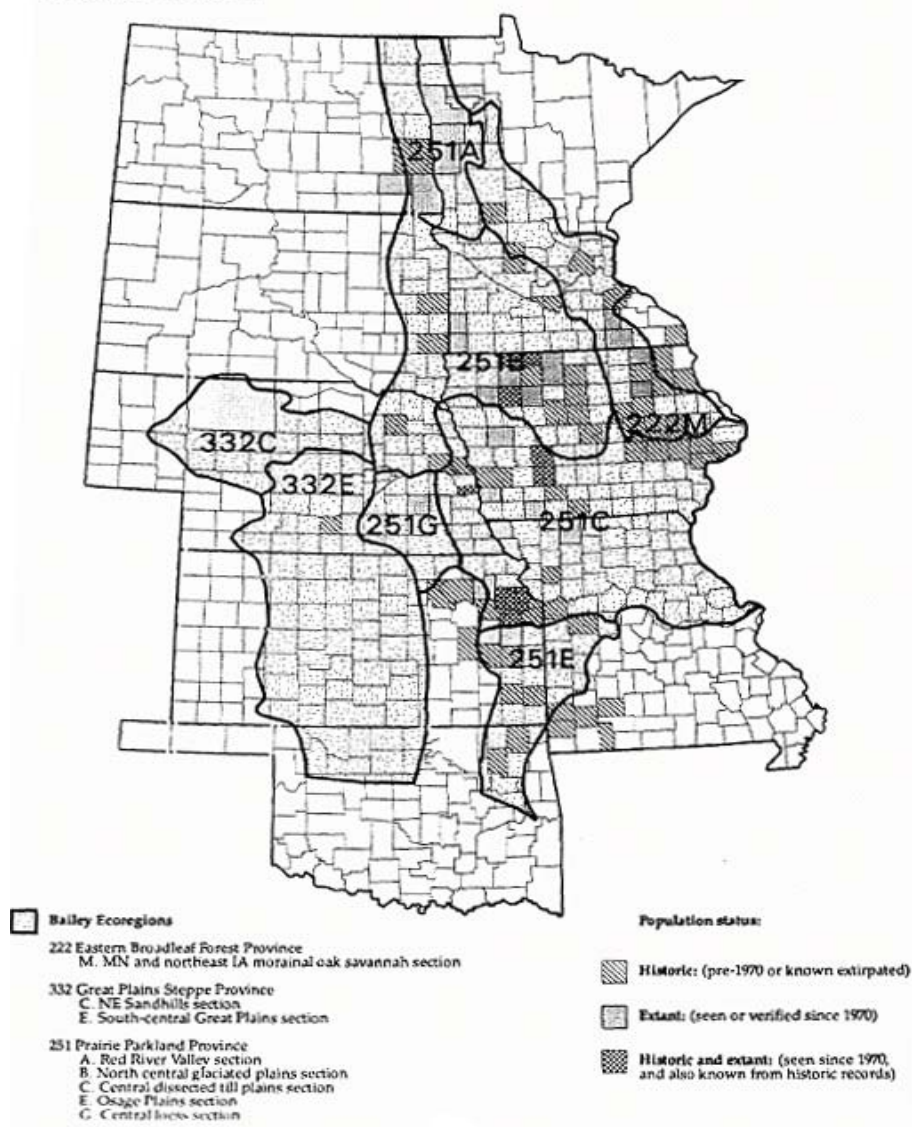 251A
251B
222M
332C
332E
251G
251C
251E
Bailey Ecoregions
222 Eastern Broadleaf Forest Province
M. MN and northeast IA morainal oak savannah section
332 Great Plains Steppe Province
C. NE Sandhills section
E. South-central Great Plains section
251 Prairie Parkland Province
A. Red River Valley section
B. North central glaciated plains section
C. Central dissected till plains section
E. Osage Plains section
G. Central loess section
Population status:
Historic: (pre-1970 or known extirpated)
Extant: (seen or verified since 1970)
Historic and extant: (seen since 1970,
and also known from historic records)